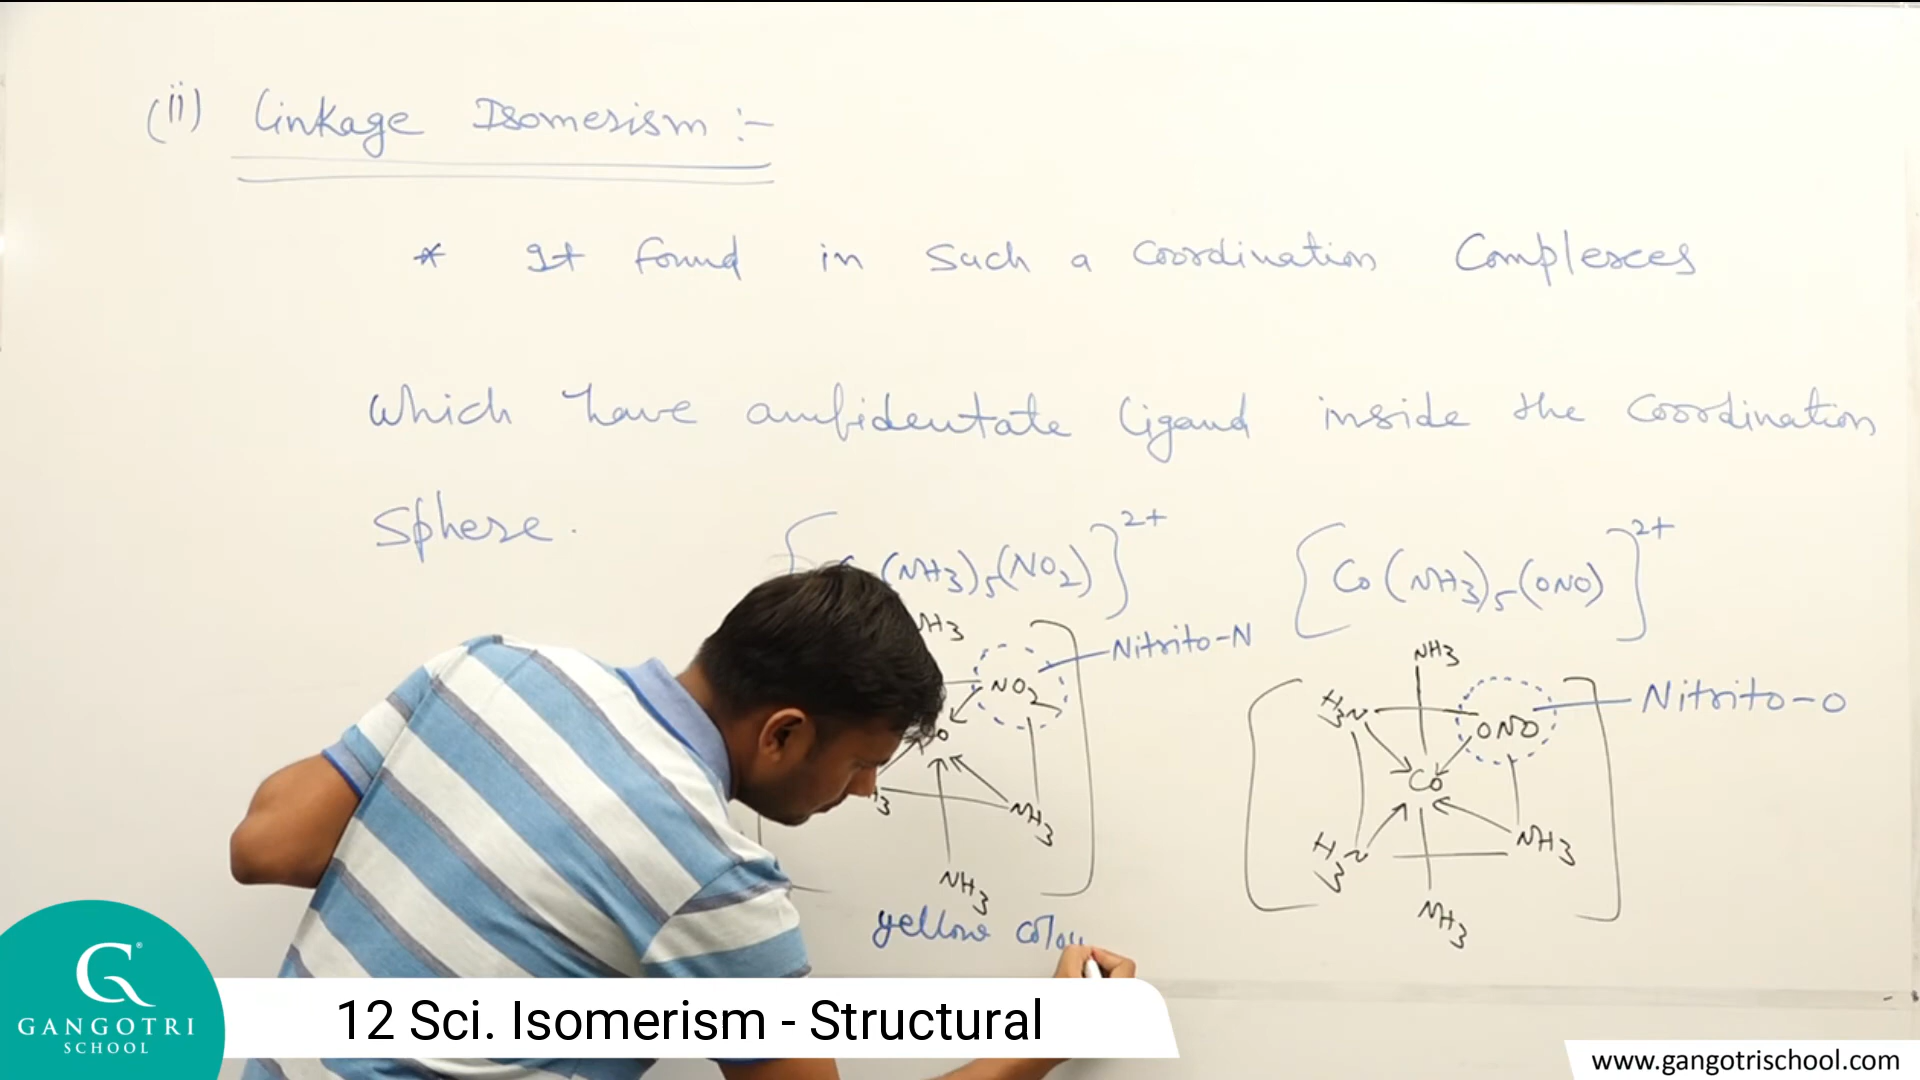 (ii) Linkage Isomerism :-
* It found in such a coordination Complexes
which have ambidentate ligand inside the coordination
sphere.
(NH3)5(NO2)]2+
[Co(NH3)5(ONO)]2+
NH3
NO2
Nitrito-N
NH3
NH3
yellow colou
NH3
H3N
ONO
Nitrito-O
Co
H3N
NH3
NH3
GANGOTRI
SCHOOL
12 Sci. Isomerism - Structural
www.gangotrischool.com